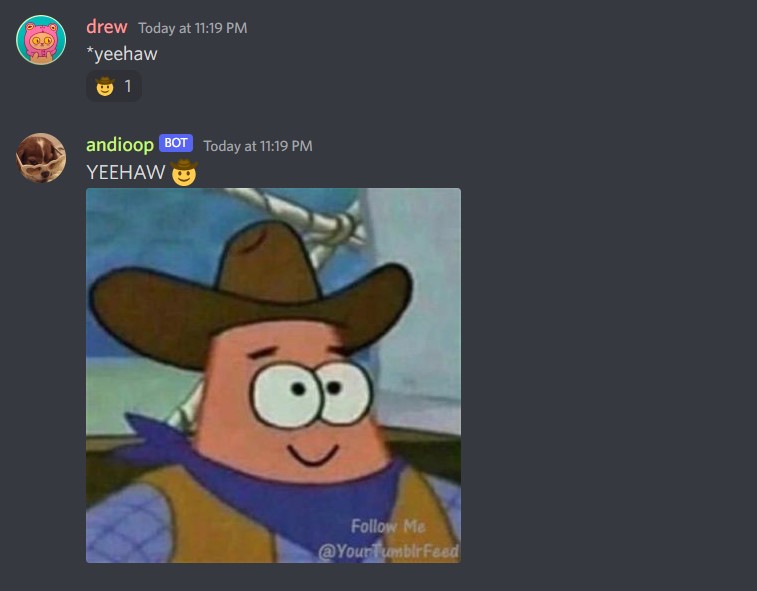 drew Today at 11:19 PM
*yeehaw
🤠 1
andioop BOT Today at 11:19 PM
YEEHAW 🤠
Follow Me
@YourTumblrFeed